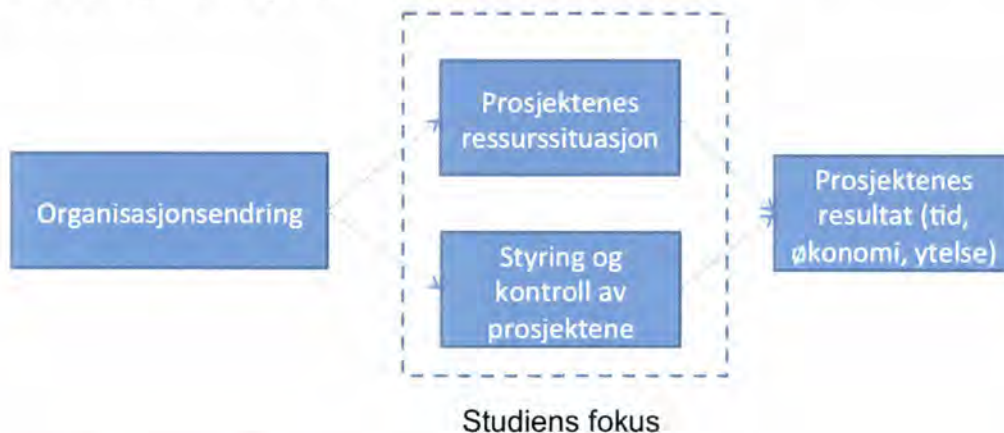 Organisasjonsendring
Prosjektenes
ressurssituasjon
Styring og
kontroll av
prosjektene
Prosjektenes
resultat (tid,
økonomi, ytelse)
Studiens fokus